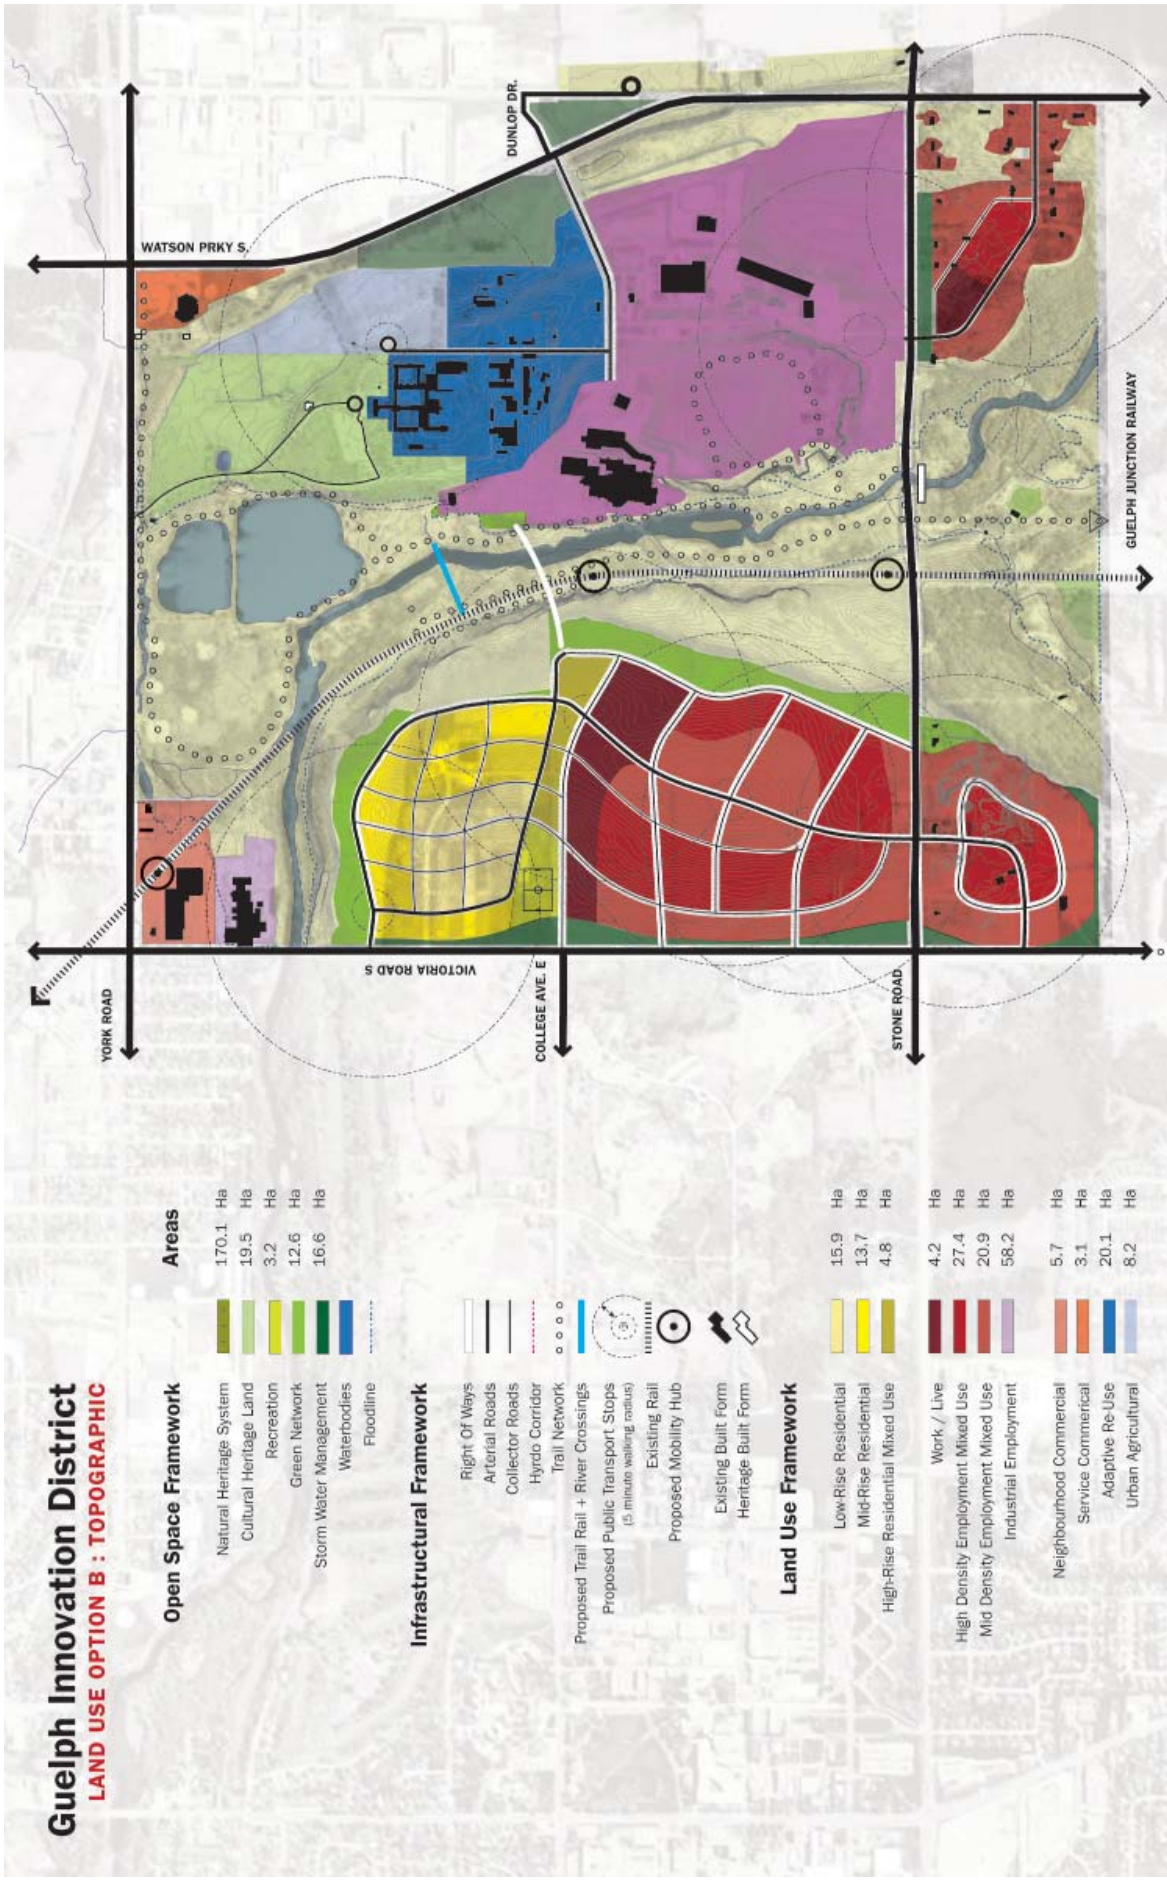 Guelph Innovation District
LAND USE OPTION B : TOPOGRAPHIC
Open Space Framework Areas
Natural Heritage System 170.1 Ha
Cultural Heritage Land 19.5 Ha
Recreation 3.2 Ha
Green Network 12.6 Ha
Storm Water Management 16.6 Ha
Waterbodies
Floodline
Infrastructural Framework
Right Of Ways
Arterial Roads
Collector Roads
Hyrdo Corridor
Trail Network
Proposed Trail Rail + River Crossings
Proposed Public Transport Stops
(5 minute walking radius)
Existing Rail
Proposed Mobility Hub
Existing Built Form
Heritage Built Form
Land Use Framework
Low-Rise Residential 15.9 Ha
Mid-Rise Residential 13.7 Ha
High-Rise Residential Mixed Use 4.8 Ha
Work / Live 4.2 Ha
High Density Employment Mixed Use 27.4 Ha
Mid Density Employment Mixed Use 20.9 Ha
Industrial Employment 58.2 Ha
Neighbourhood Commercial 5.7 Ha
Service Commerical 3.1 Ha
Adaptive Re-Use 20.1 Ha
Urban Agricultural 8.2 Ha
YORK ROAD
VICTORIA ROAD S
COLLEGE AVE. E
STONE ROAD
WATSON PRKY S.
DUNLOP DR.
GUELPH JUNCTION RAILWAY